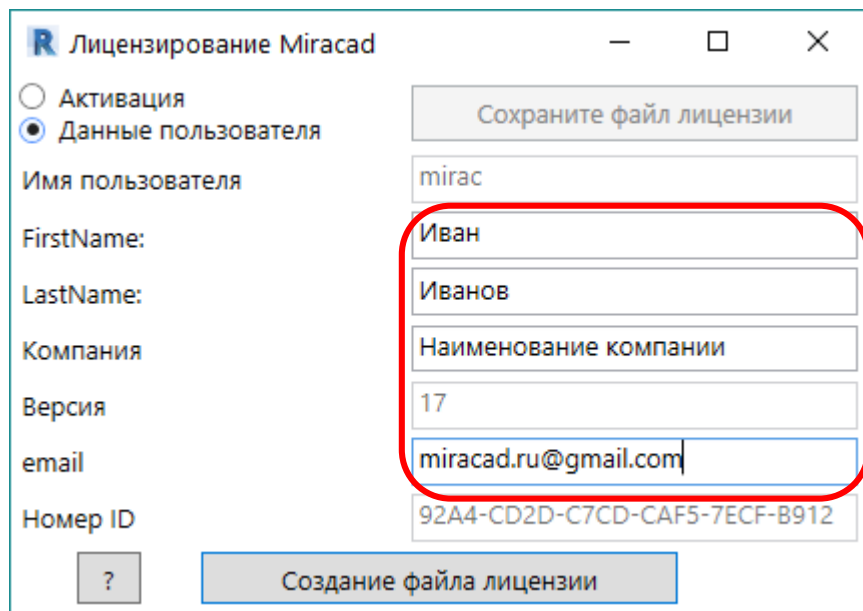 Лицензирование Miracad
Активация
Данные пользователя
Сохраните файл лицензии
Имя пользователя
mirac
FirstName:
Иван
LastName:
Иванов
Компания
Наименование компании
Версия
17
email
miracad.ru@gmail.com
Номер ID
92A4-CD2D-C7CD-CAF5-7ECF-B912
?
Создание файла лицензии